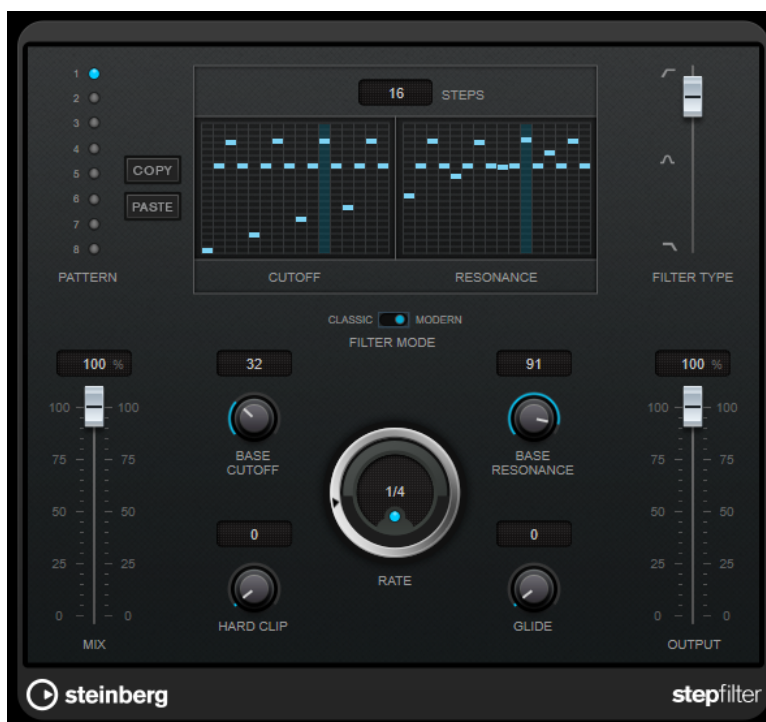 1
2
3
4
5
6
7
8
PATTERN
COPY
PASTE
16 STEPS
CUTOFF
RESONANCE
FILTER TYPE
CLASSIC MODERN
FILTER MODE
100 %
32
91
100 %
100 100
75 75
50 50
25 25
0 0
MIX
BASE
CUTOFF
0
HARD CLIP
1/4
RATE
BASE
RESONANCE
0
GLIDE
100 100
75 75
50 50
25 25
0 0
OUTPUT
steinberg
stepfilter